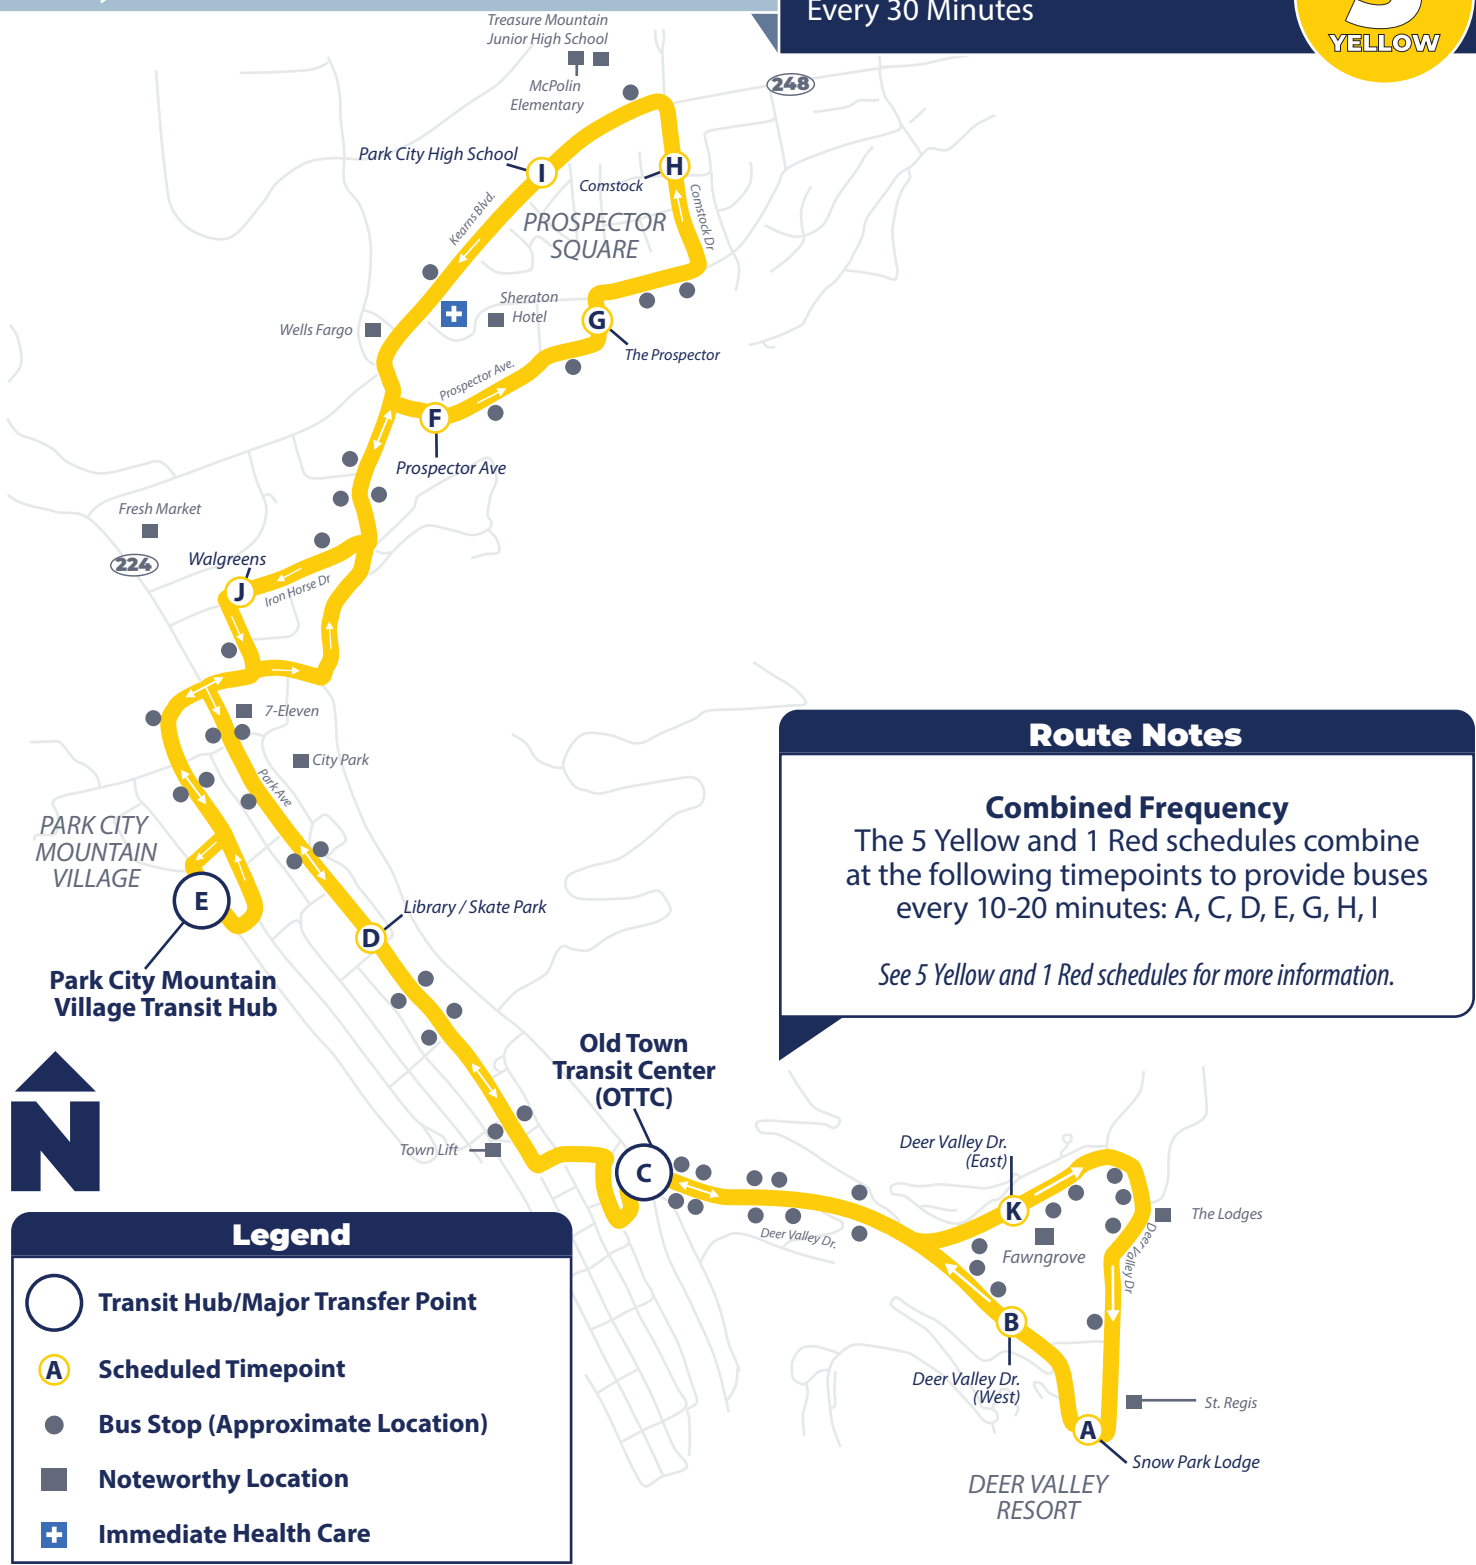 Every 30 Minutes
5
YELLOW
Treasure Mountain
Junior High School
McPolin
Elementary
248
Park City High School
I
H
Comstock
Comstock Dr
Kearns Blvd.
PROSPECTOR
SQUARE
Sheraton
Hotel
Wells Fargo
G
The Prospector
Prospector Ave.
F
Prospector Ave
Fresh Market
224
Walgreens
J
Iron Horse Dr
7-Eleven
City Park
Park Ave
PARK CITY
MOUNTAIN
VILLAGE
E
Park City Mountain
Village Transit Hub
Library / Skate Park
D
Route Notes
Combined Frequency
The 5 Yellow and 1 Red schedules combine
at the following timepoints to provide buses
every 10-20 minutes: A, C, D, E, G, H, I
See 5 Yellow and 1 Red schedules for more information.
N
Old Town
Transit Center
(OTTC)
C
Town Lift
Deer Valley Dr.
Deer Valley Dr.
(East)
K
Fawngrove
The Lodges
Deer Valley Dr
B
Deer Valley Dr.
(West)
St. Regis
A
Snow Park Lodge
DEER VALLEY
RESORT
Legend
Transit Hub/Major Transfer Point
A
Scheduled Timepoint
Bus Stop (Approximate Location)
Noteworthy Location
Immediate Health Care